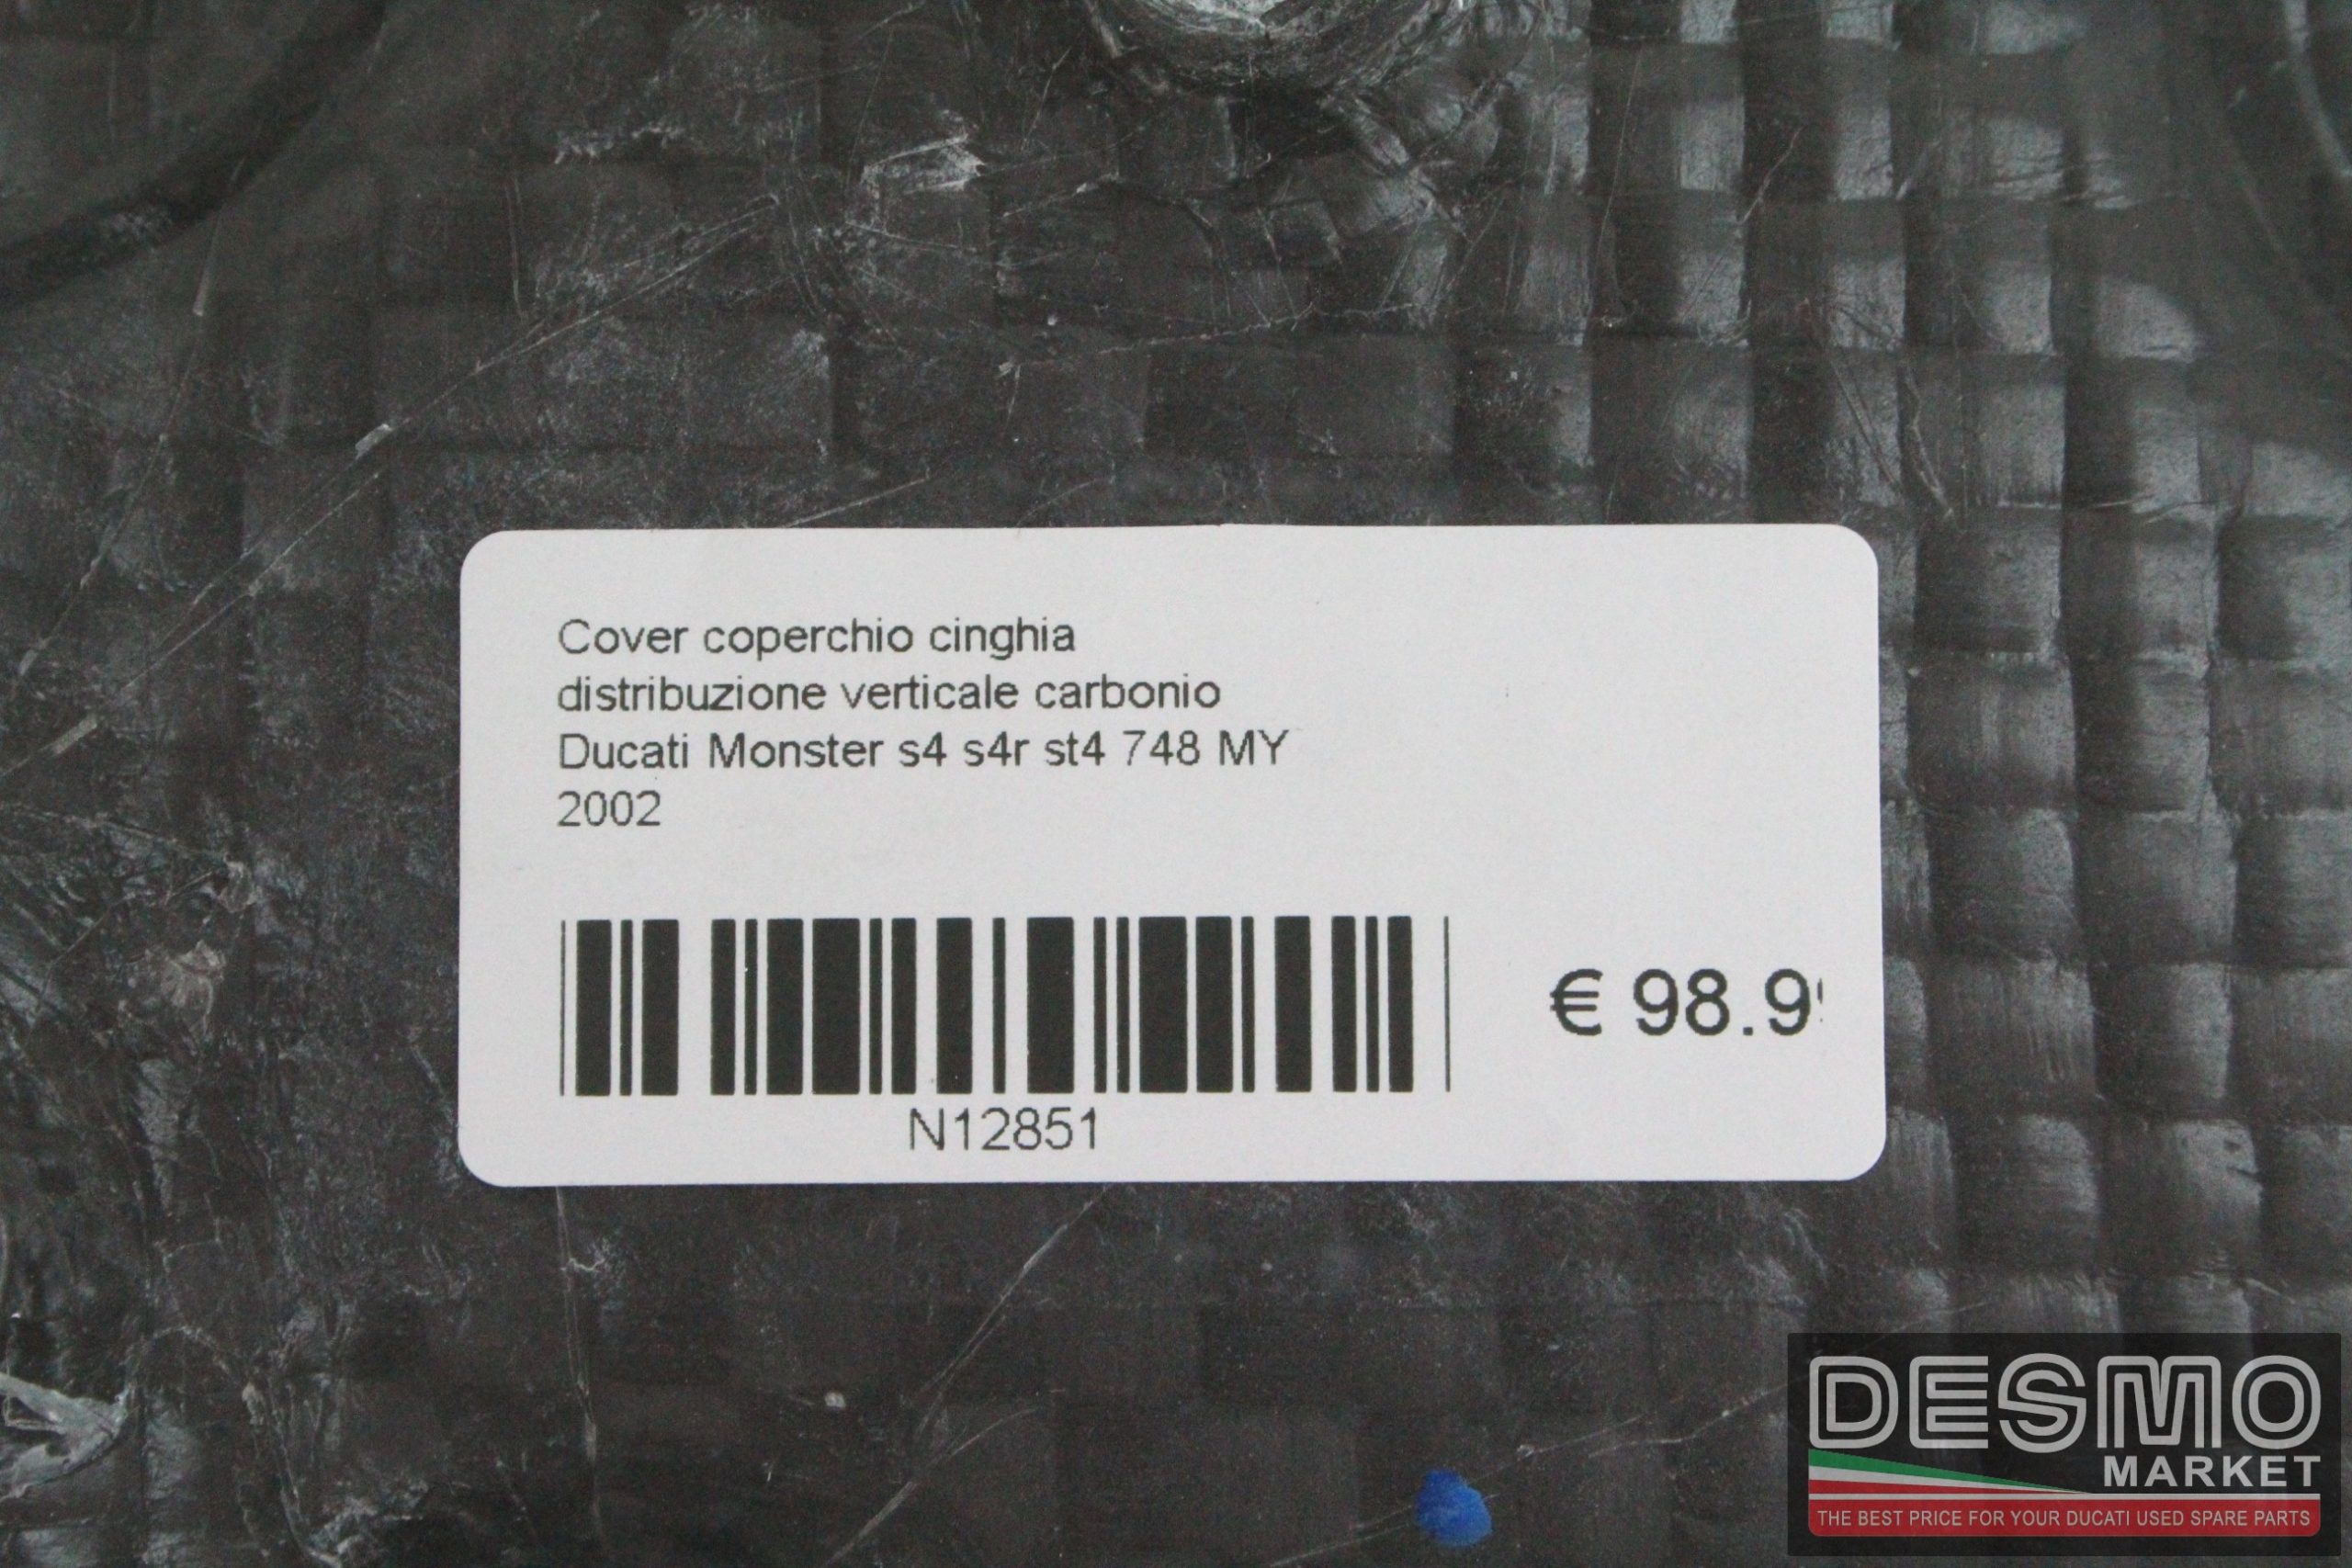 Cover coperchio cinghia
distribuzione verticale carbonio
Ducati Monster s4 s4r st4 748 MY
2002
€ 98.9
N12851
DESMO
MARKET
THE BEST PRICE FOR YOUR DUCATI USED SPARE PARTS